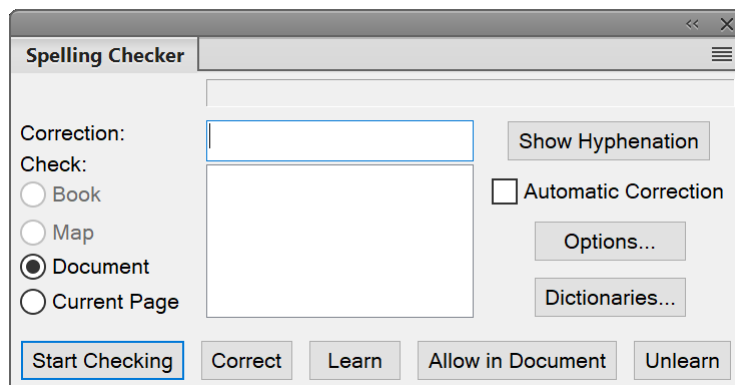 Spelling Checker
Correction:
Show Hyphenation
Check:
Book
Automatic Correction
Map
Options...
Document
Current Page
Dictionaries...
Start Checking Correct Learn Allow in Document Unlearn